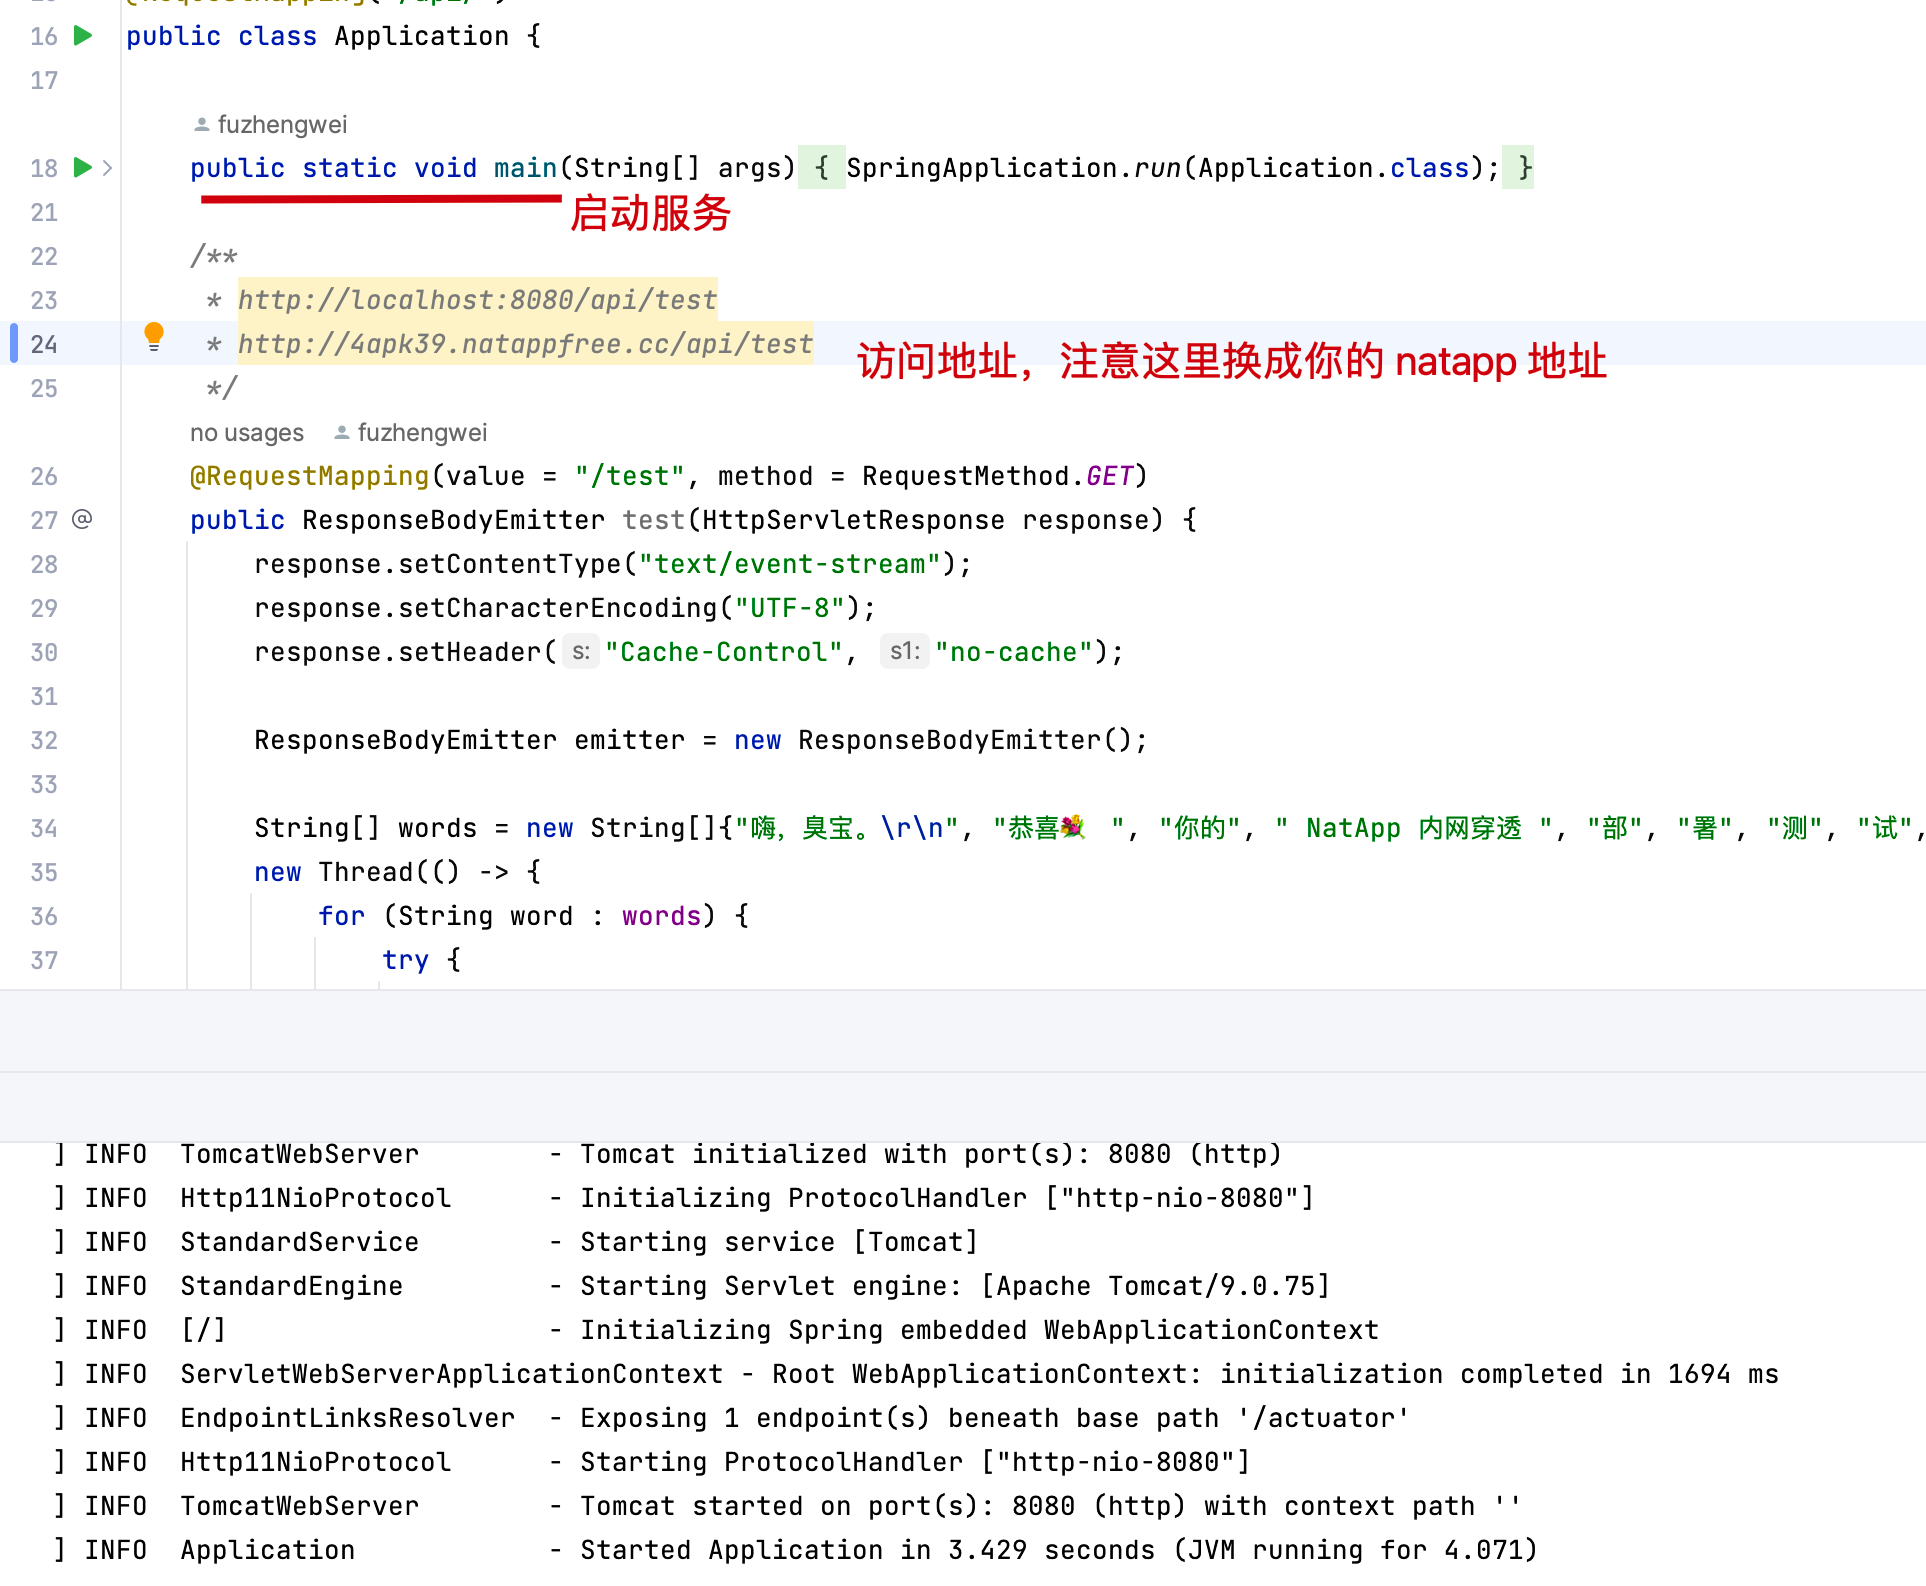 @RequestMapping("/api/")
16 public class Application {
17
fuzhengwei
18 public static void main(String[] args) { SpringApplication.run(Application.class); }
启动服务
21
22 /**
23 * http://localhost:8080/api/test
24 * http://4apk39.natappfree.cc/api/test
访问地址，注意这里换成你的 natapp 地址
25 */
no usages fuzhengwei
26 @RequestMapping(value = "/test", method = RequestMethod.GET)
27 @ public ResponseBodyEmitter test(HttpServletResponse response) {
28 response.setContentType("text/event-stream");
29 response.setCharacterEncoding("UTF-8");
30 response.setHeader( s: "Cache-Control", s1: "no-cache");
31
32 ResponseBodyEmitter emitter = new ResponseBodyEmitter();
33
34 String[] words = new String[]{"嗨，臭宝。\r\n", "恭喜💐 ", "你的", " NatApp 内网穿透 ", "部", "署", "测", "试",
35 new Thread(() -> {
36 for (String word : words) {
37 try {
] INFO TomcatWebServer - Tomcat initialized with port(s): 8080 (http)
] INFO Http11NioProtocol - Initializing ProtocolHandler ["http-nio-8080"]
] INFO StandardService - Starting service [Tomcat]
] INFO StandardEngine - Starting Servlet engine: [Apache Tomcat/9.0.75]
] INFO [/] - Initializing Spring embedded WebApplicationContext
] INFO ServletWebServerApplicationContext - Root WebApplicationContext: initialization completed in 1694 ms
] INFO EndpointLinksResolver - Exposing 1 endpoint(s) beneath base path '/actuator'
] INFO Http11NioProtocol - Starting ProtocolHandler ["http-nio-8080"]
] INFO TomcatWebServer - Tomcat started on port(s): 8080 (http) with context path ''
] INFO Application - Started Application in 3.429 seconds (JVM running for 4.071)